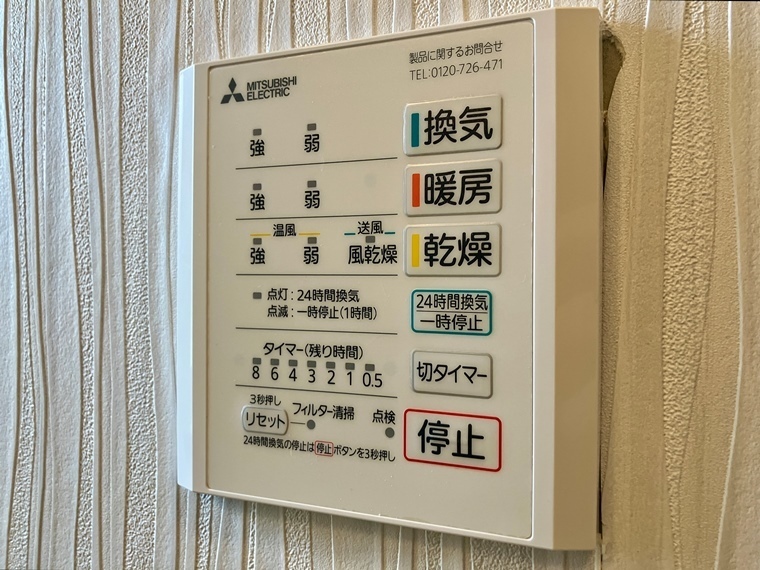 製品に関するお問合せ
TEL:0120-726-471
MITSUBISHI
ELECTRIC
強 弱 換気
強 弱 暖房
温風 送風
強 弱 風乾燥 乾燥
点灯:24時間換気
点滅:一時停止(1時間)
24時間換気
一時停止
タイマー(残り時間)
8 6 4 3 2 1 0.5
切タイマー
3秒押し
リセット フィルター清掃 点検
停止
24時間換気の停止は停止ボタンを3秒押し